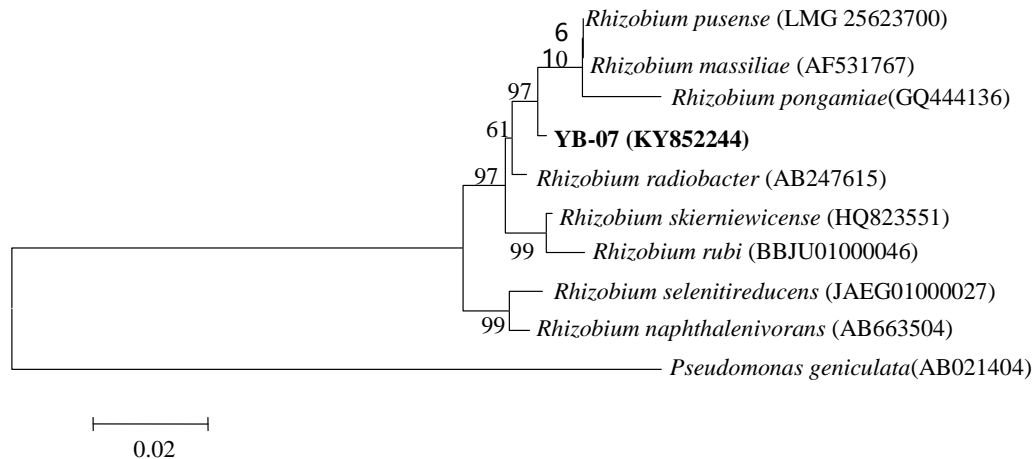 Rhizobium pusense (LMG 25623700)
6
10
Rhizobium massiliae (AF531767)
97
Rhizobium pongamiae(GQ444136)
61
YB-07 (KY852244)
97
Rhizobium radiobacter (AB247615)
Rhizobium skierniewicense (HQ823551)
99
Rhizobium rubi (BBJU01000046)
Rhizobium selenitireducens (JAEG01000027)
99
Rhizobium naphthalenivorans (AB663504)
Pseudomonas geniculata(AB021404)
0.02